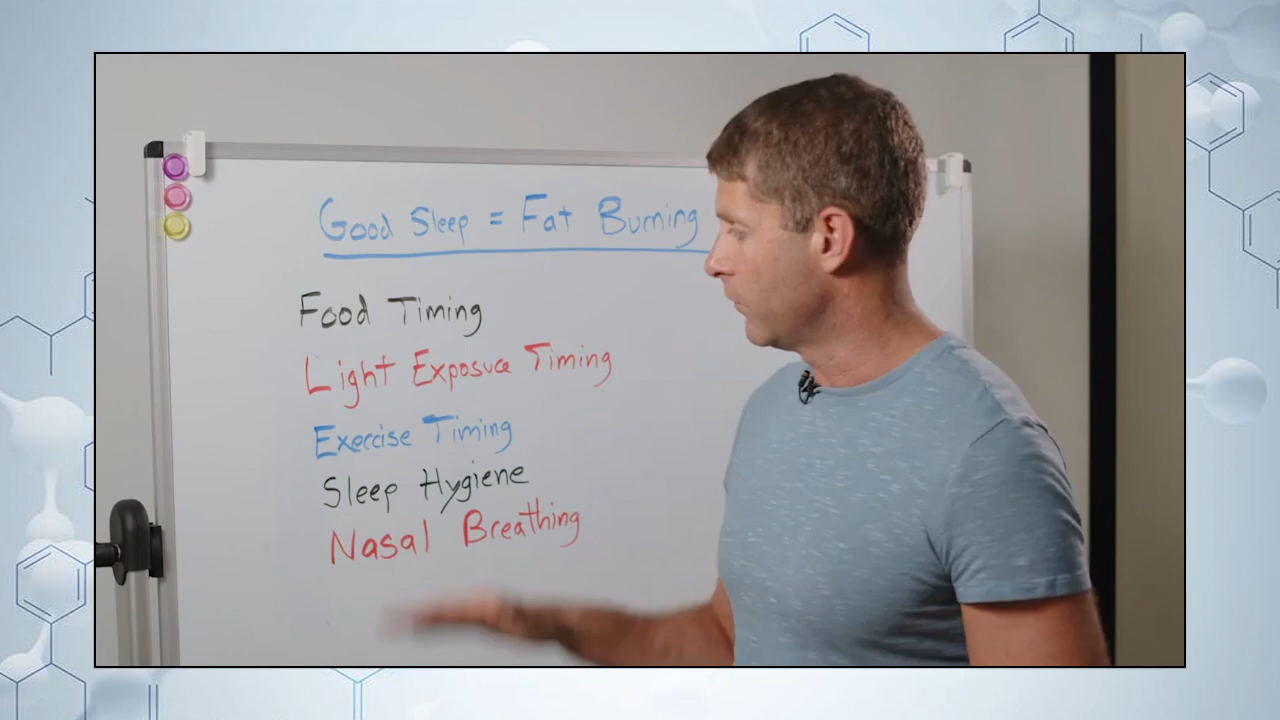 Good Sleep = Fat Burning
Food Timing
Light Exposure Timing
Exercise Timing
Sleep Hygiene
Nasal Breathing